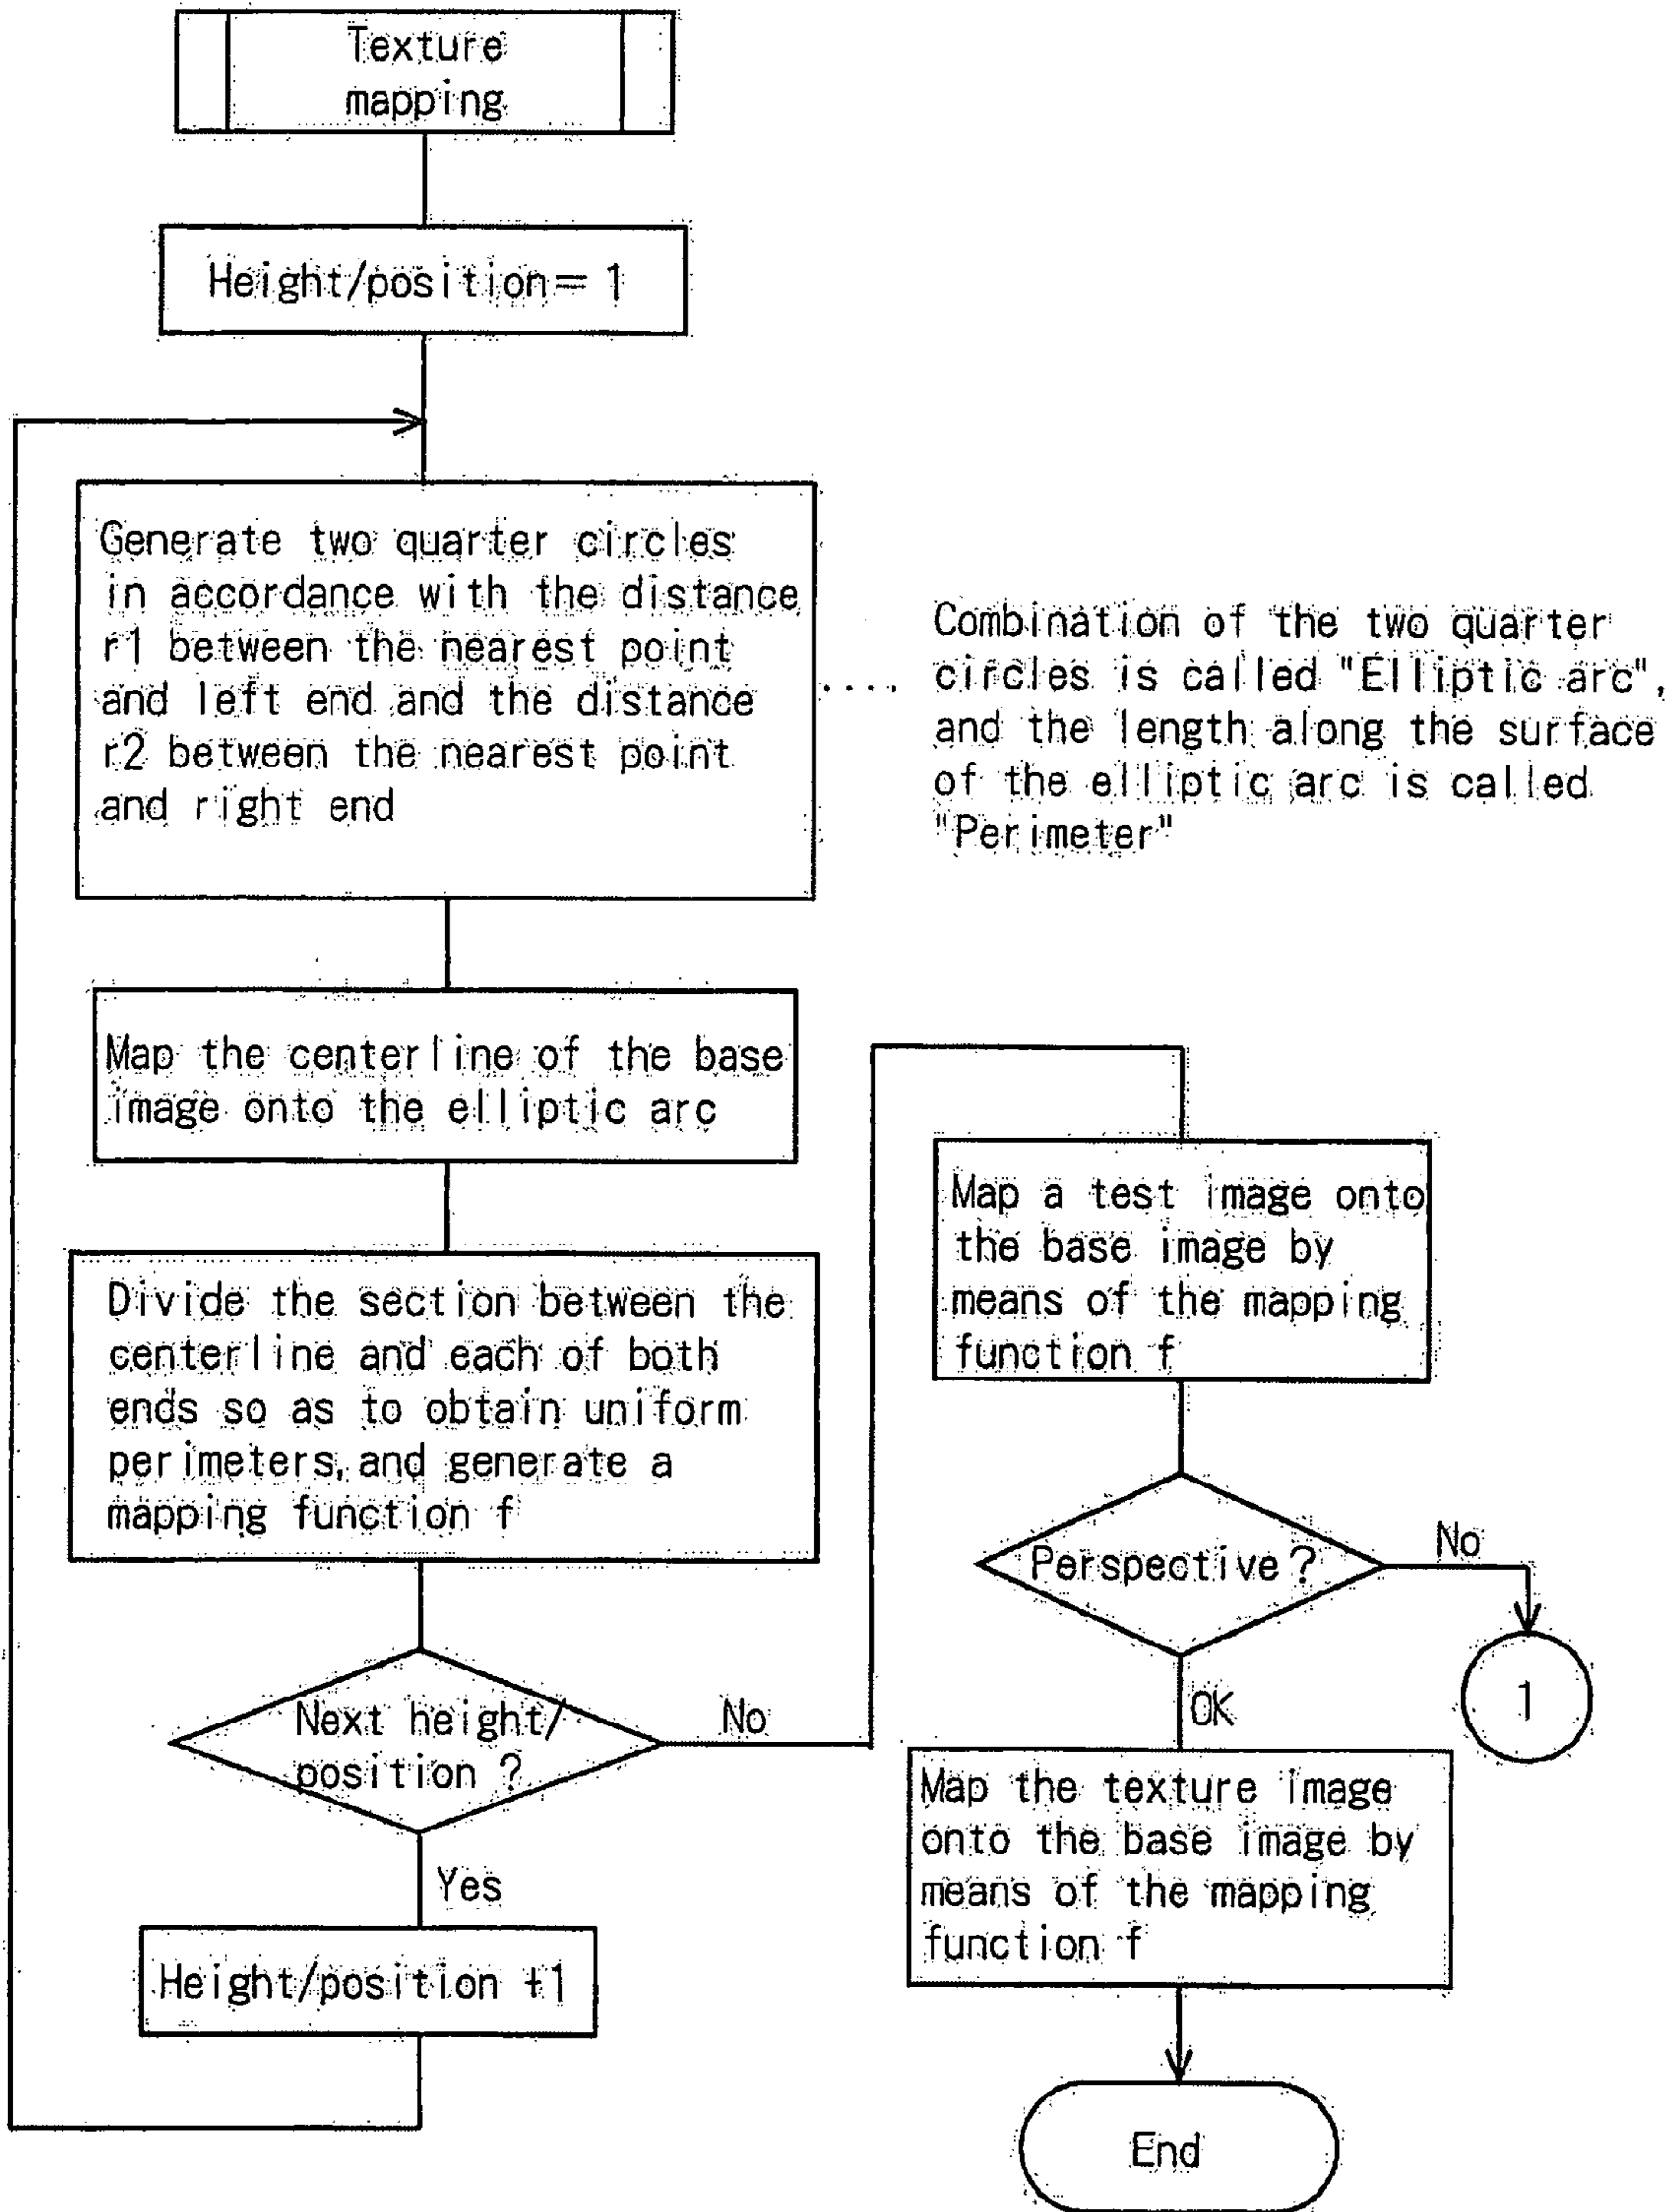 Texture
mapping
Height/position= 1
Generate two quarter circles
in accordance with the distance
r1 between the nearest point
and left end and the distance
r2 between the nearest point
and right end
....
Combination of the two quarter
circles is called "Elliptic arc",
and the length along the surface
of the elliptic arc is called
"Perimeter"
Map the centerline of the base
image onto the elliptic arc
Divide the section between the
centerline and each of both
ends so as to obtain uniform
perimeters, and generate a
mapping function f
Next height/
position ?
No
Yes
Height/position +1
Map a test image onto
the base image by
means of the mapping
function f
Perspective?
No
1
OK
Map the texture image
onto the base image by
means of the mapping
function f
End